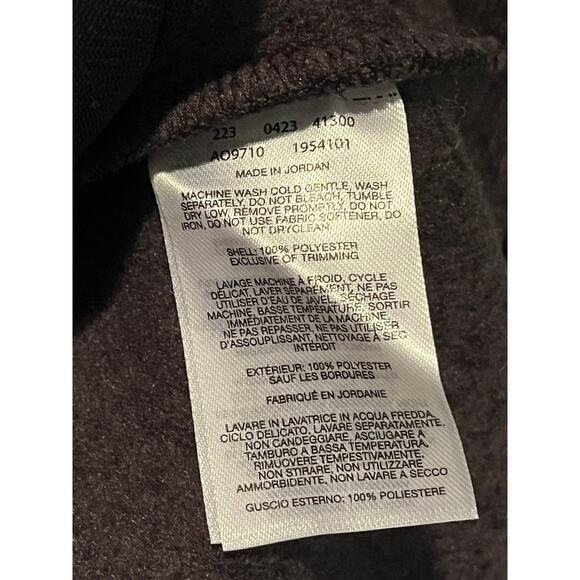 223 0423 41300
AO9710 1954101
MADE IN JORDAN
MACHINE WASH COLD GENTLE, WASH
SEPARATELY, DO NOT BLEACH, TUMBLE
DRY LOW, REMOVE PROMPTLY, DO NOT
IRON, DO NOT USE FABRIC SOFTENER, DO
NOT DRYCLEAN
SHELL: 100% POLYESTER
EXCLUSIVE OF TRIMMING
LAVAGE MACHINE À FROID, CYCLE
DÉLICAT, LAVER SÉPARÉMENT, NE PAS
UTILISER D'EAU DE JAVEL, SÉCHAGE
MACHINE, BASSE TEMPÉRATURE, SORTIR
IMMÉDIATEMENT DE LA MACHINE,
NE PAS REPASSER, NE PAS UTILISER
D'ASSOUPLISSANT, NETTOYAGE À SEC
INTERDIT
EXTÉRIEUR: 100% POLYESTER
SAUF LES BORDURES
FABRIQUÉ EN JORDANIE
LAVARE IN LAVATRICE IN ACQUA FREDDA,
CICLO DELICATO, LAVARE SEPARATAMENTE,
NON CANDEGGIARE, ASCIUGARE A
TAMBURO A BASSA TEMPERATURA,
RIMUOVERE TEMPESTIVAMENTE,
NON STIRARE, NON UTILIZZARE
AMMORBIDENTE, NON LAVARE A SECCO
GUSCIO ESTERNO: 100% POLIESTERE